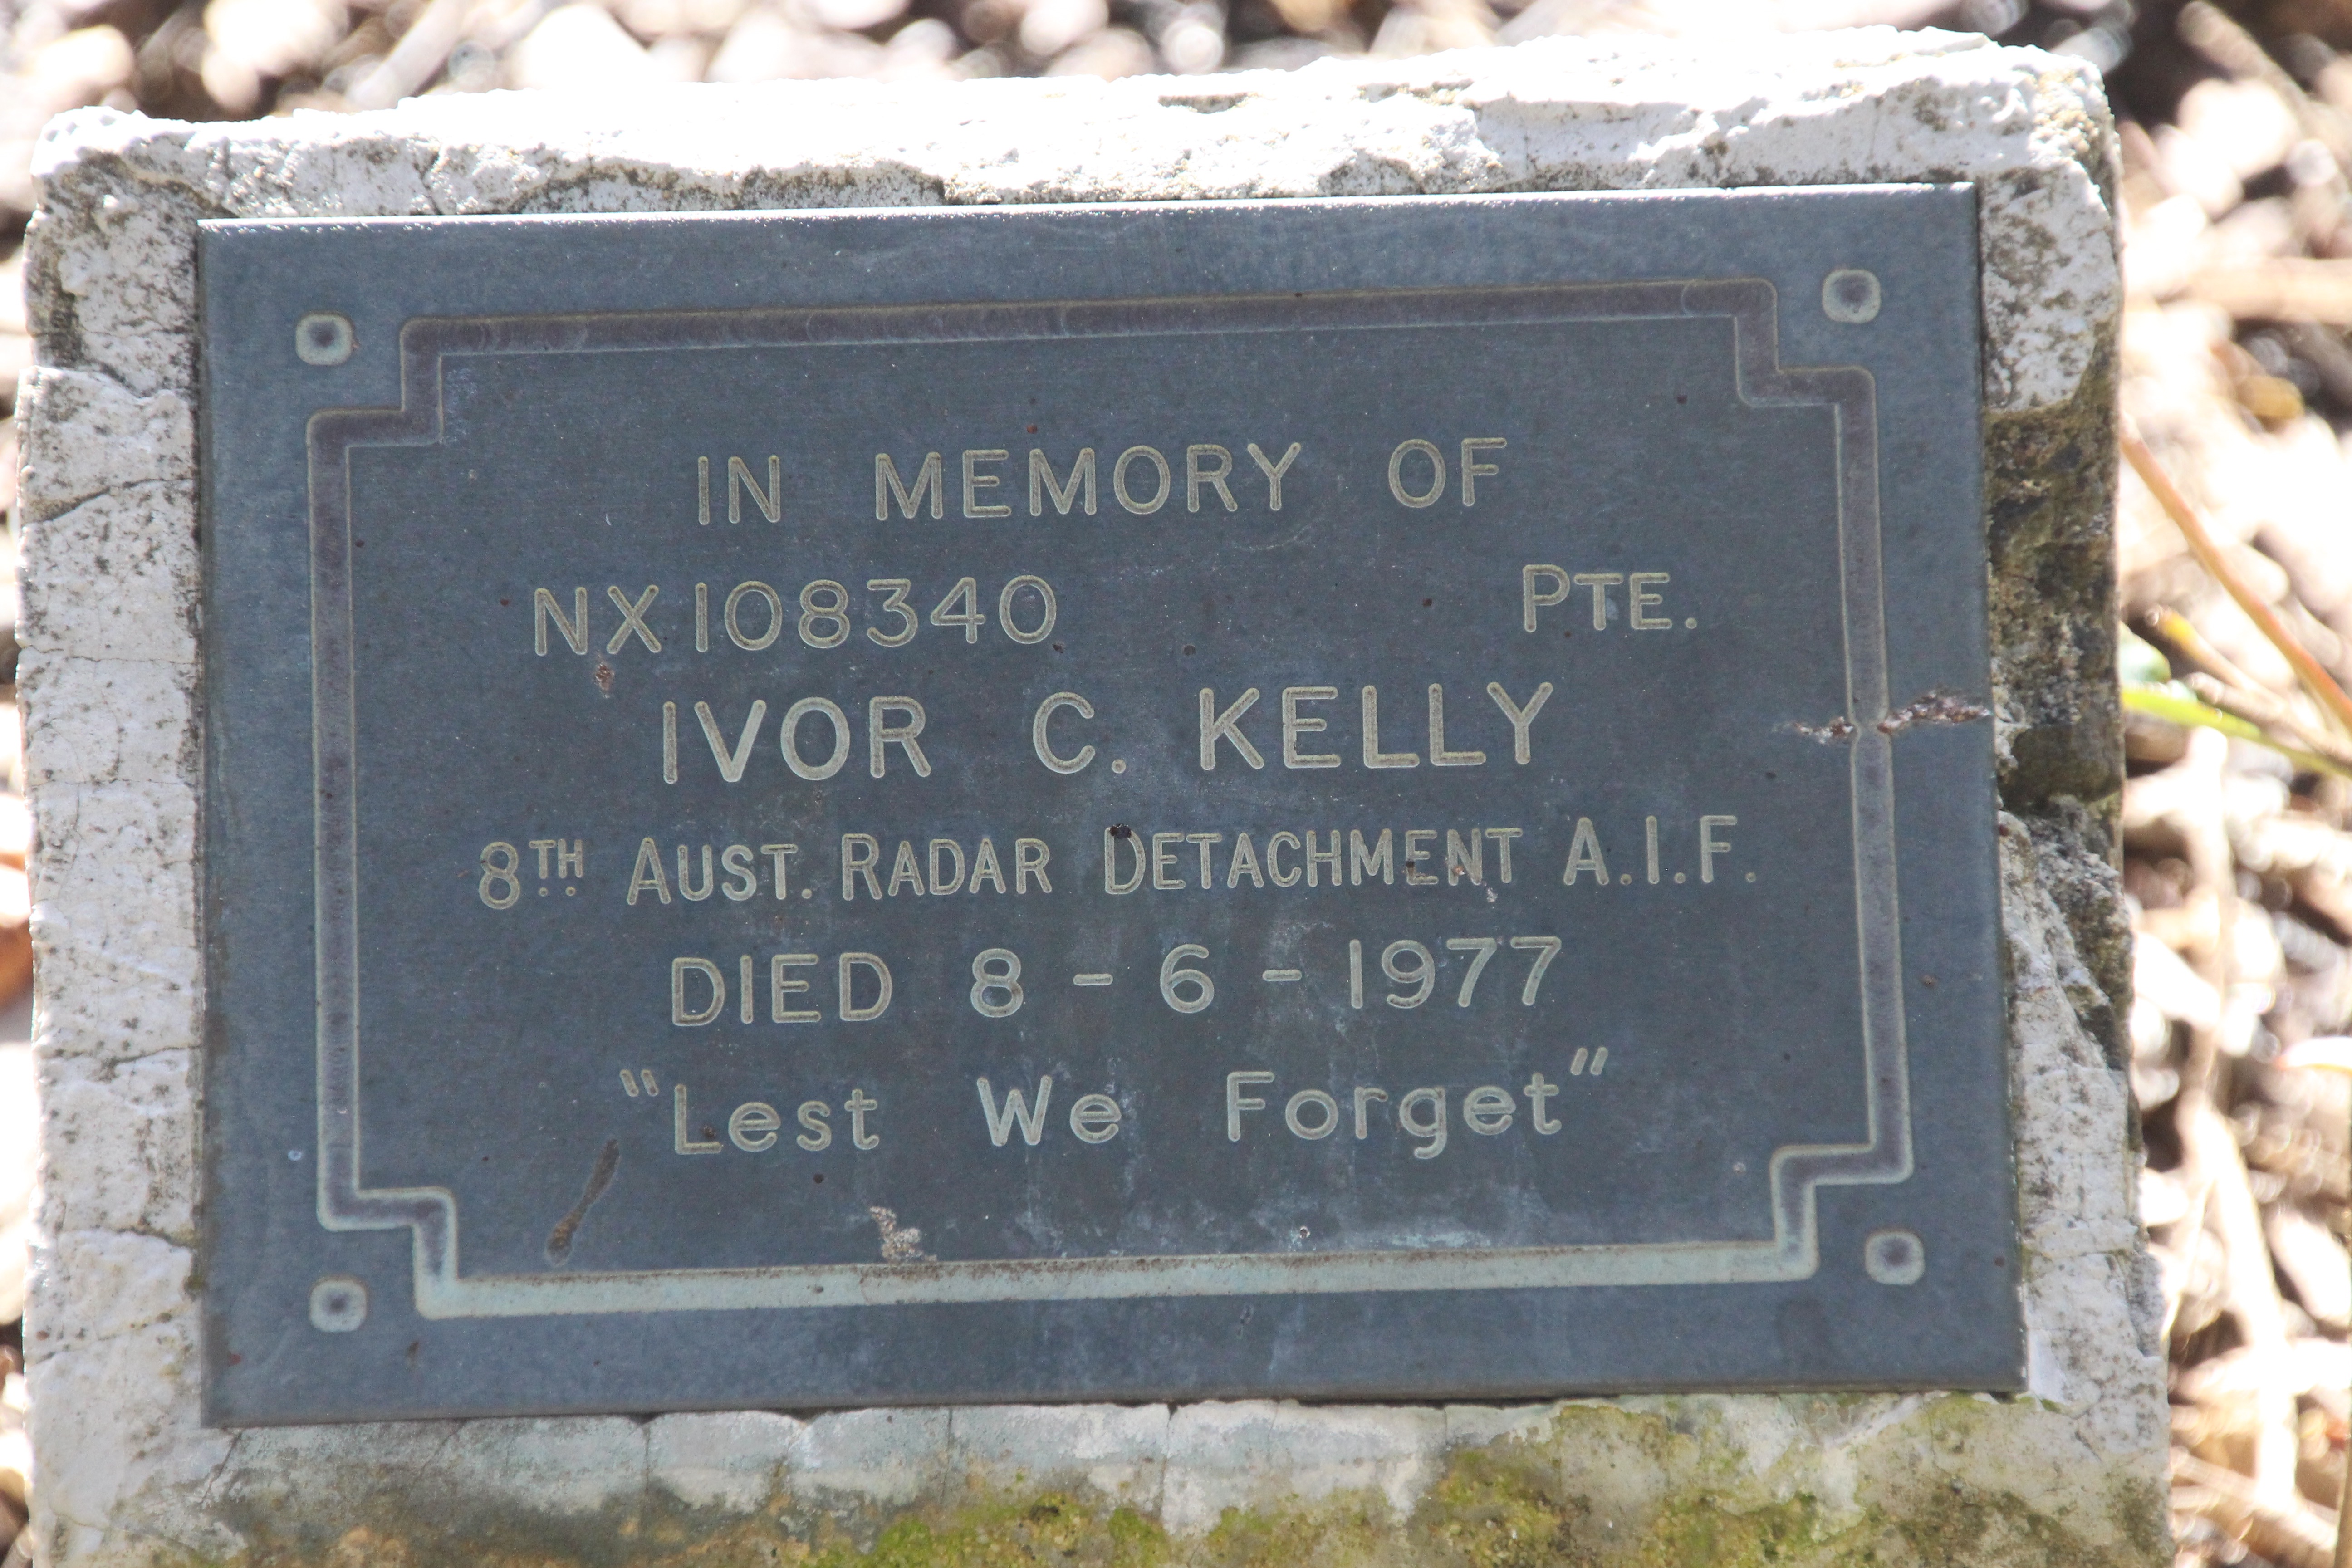 IN MEMORY OF
NX108340 PTE.
IVOR C. KELLY
8TH AUST. RADAR DETACHMENT A.I.F.
DIED 8 - 6 - 1977
"Lest We Forget"